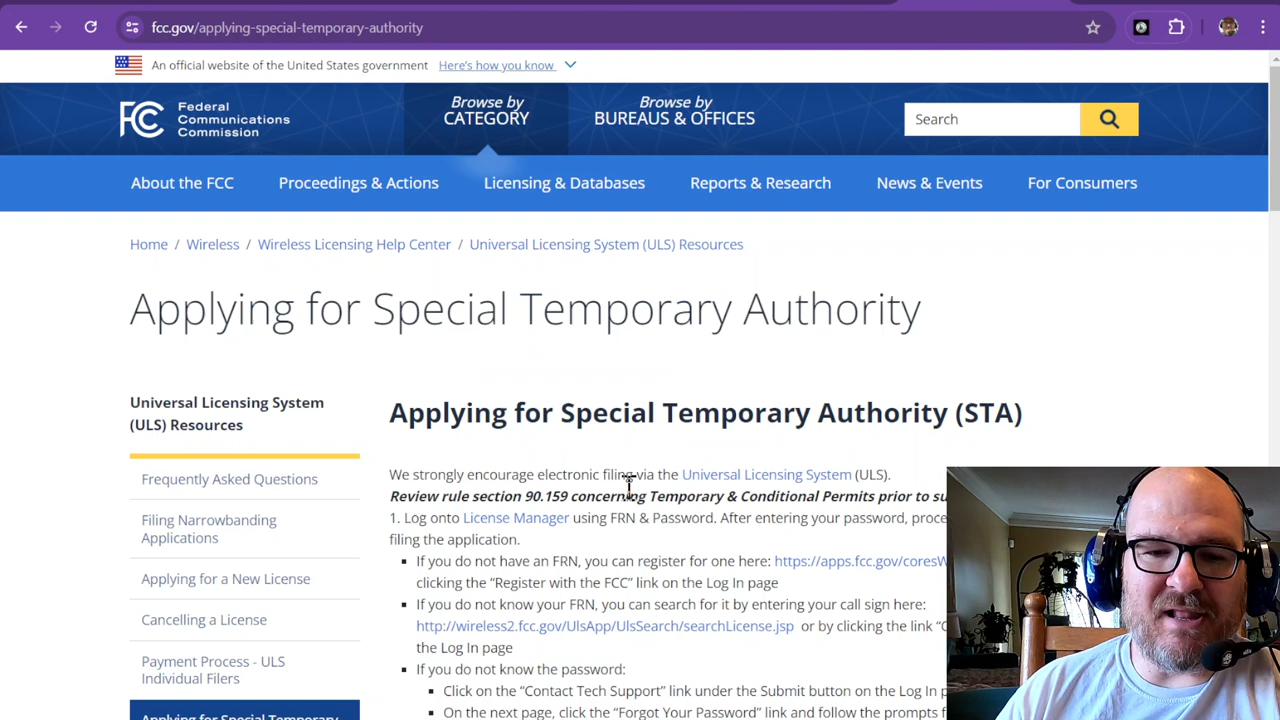 fcc.gov/applying-special-temporary-authority
An official website of the United States government Here's how you know
FCC Federal
Communications
Commission
Browse by
CATEGORY
Browse by
BUREAUS & OFFICES
Search
About the FCC Proceedings & Actions Licensing & Databases Reports & Research News & Events For Consumers
Home / Wireless / Wireless Licensing Help Center / Universal Licensing System (ULS) Resources
Applying for Special Temporary Authority
Universal Licensing System
(ULS) Resources
Frequently Asked Questions
Filing Narrowbanding
Applications
Applying for a New License
Cancelling a License
Payment Process - ULS
Individual Filers
Applying for Special Temporary
Applying for Special Temporary Authority (STA)
We strongly encourage electronic filing via the Universal Licensing System (ULS).
Review rule section 90.159 concerning Temporary & Conditional Permits prior to
1. Log onto License Manager using FRN & Password. After entering your password,
filing the application.
If you do not have an FRN, you can register for one here: https://apps.fcc.gov/cores
clicking the “Register with the FCC” link on the Log In page
If you do not know your FRN, you can search for it by entering your call sign here:
http://wireless2.fcc.gov/UlsApp/UlsSearch/searchLicense.jsp or by clicking the link
the Log In page
If you do not know the password:
Click on the “Contact Tech Support” link under the Submit button on the Log In
On the next page, click the “Forgot Your Password” link and follow the prompts